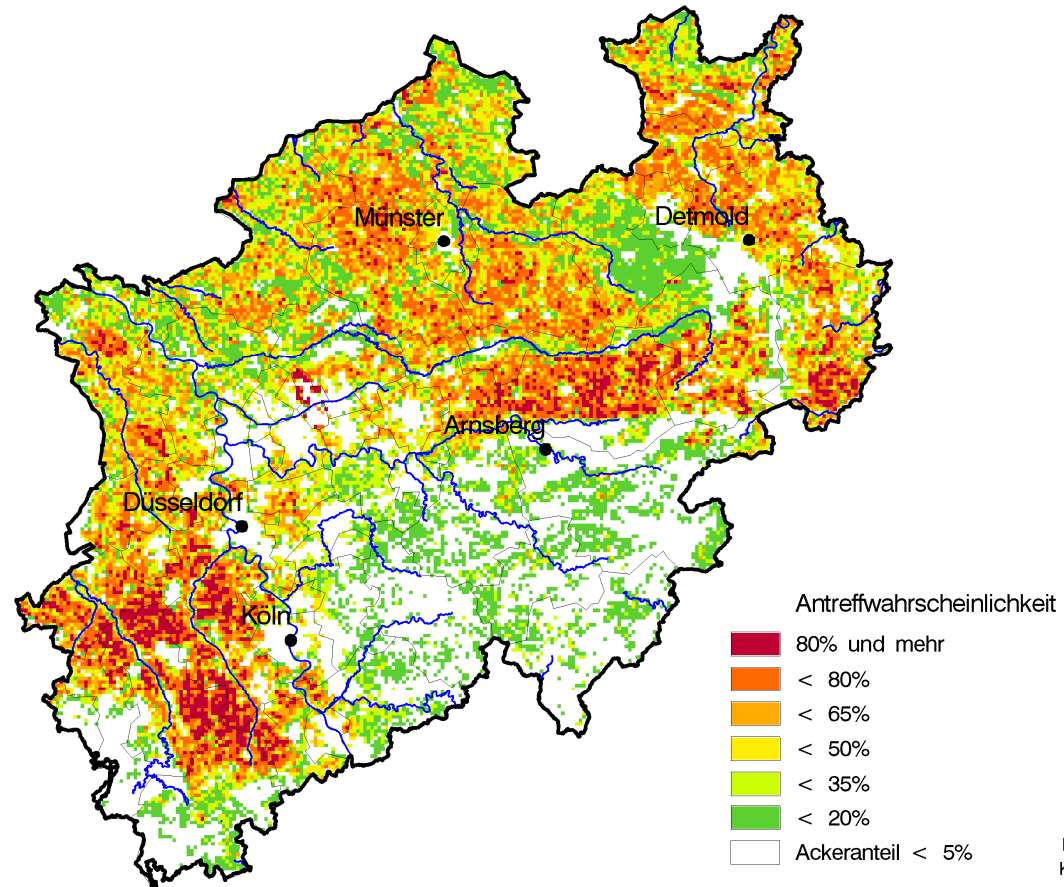 Münster
Detmold
Arnsberg
Düsseldorf
Köln
Antreffwahrscheinlichkeit
80% und mehr
< 80%
< 65%
< 50%
< 35%
< 20%
Ackeranteil < 5%